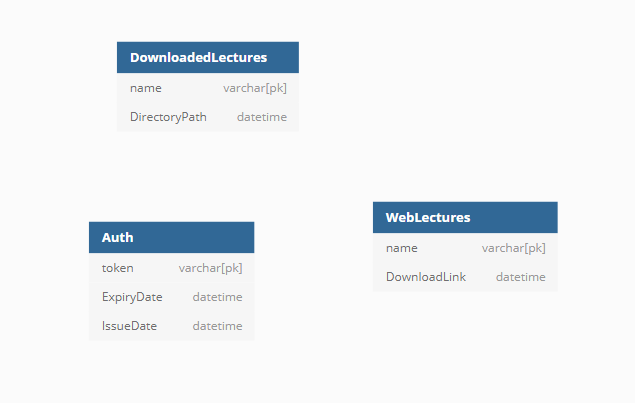 DownloadedLectures
name varchar[pk]
DirectoryPath datetime
Auth
token varchar[pk]
ExpiryDate datetime
IssueDate datetime
WebLectures
name varchar[pk]
DownloadLink datetime